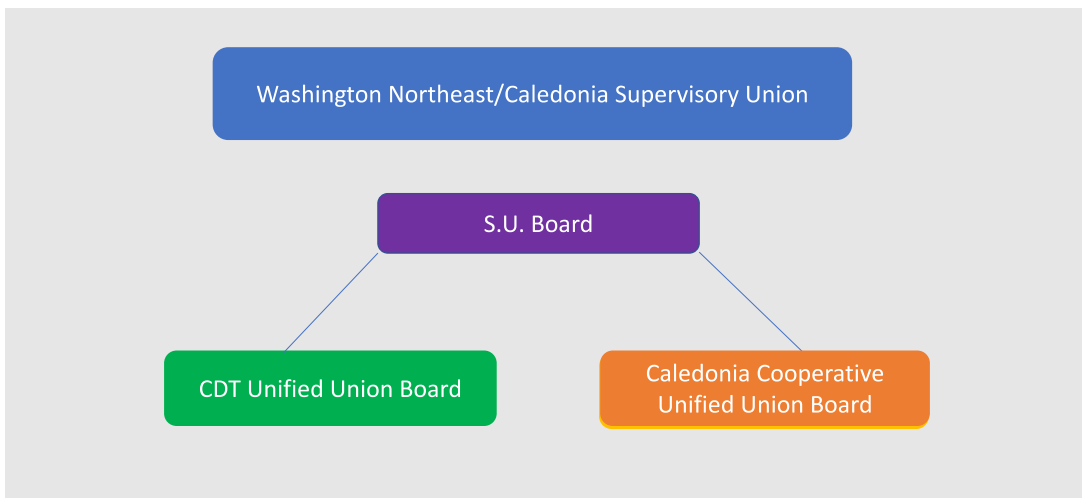 Washington Northeast/Caledonia Supervisory Union
S.U. Board
CDT Unified Union Board
Caledonia Cooperative
Unified Union Board